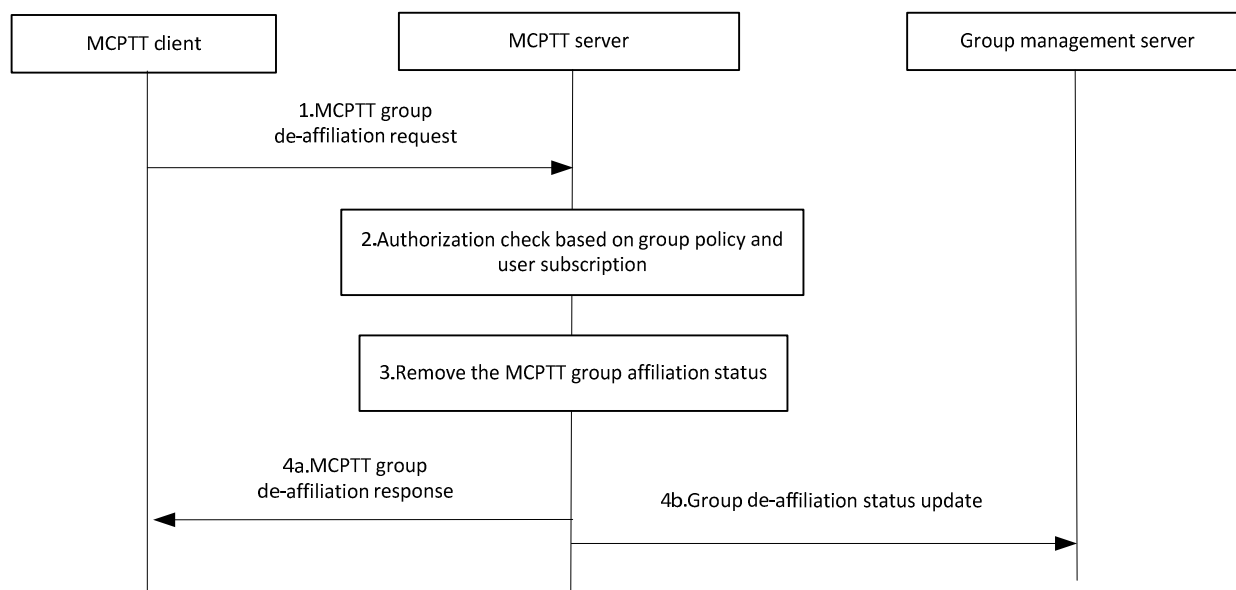 MCPTT client
MCPTT server
Group management server
1.MCPTT group
de-affiliation request
2.Authorization check based on group policy and
user subscription
3.Remove the MCPTT group affiliation status
4a.MCPTT group
de-affiliation response
4b.Group de-affiliation status update